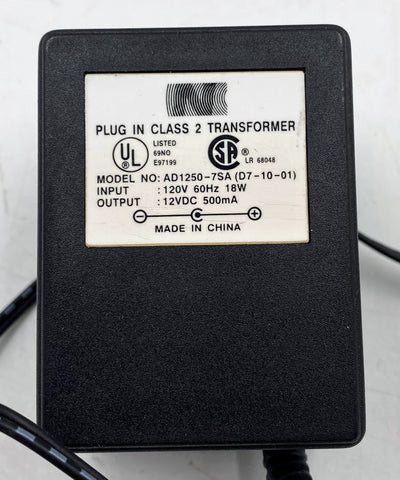 PLUG IN CLASS 2 TRANSFORMER
UL ® LISTED 69NO E97199
SA ® LR 68048
MODEL NO: AD1250-7SA (D7-10-01)
INPUT : 120V 60Hz 18W
OUTPUT : 12VDC 500mA
MADE IN CHINA